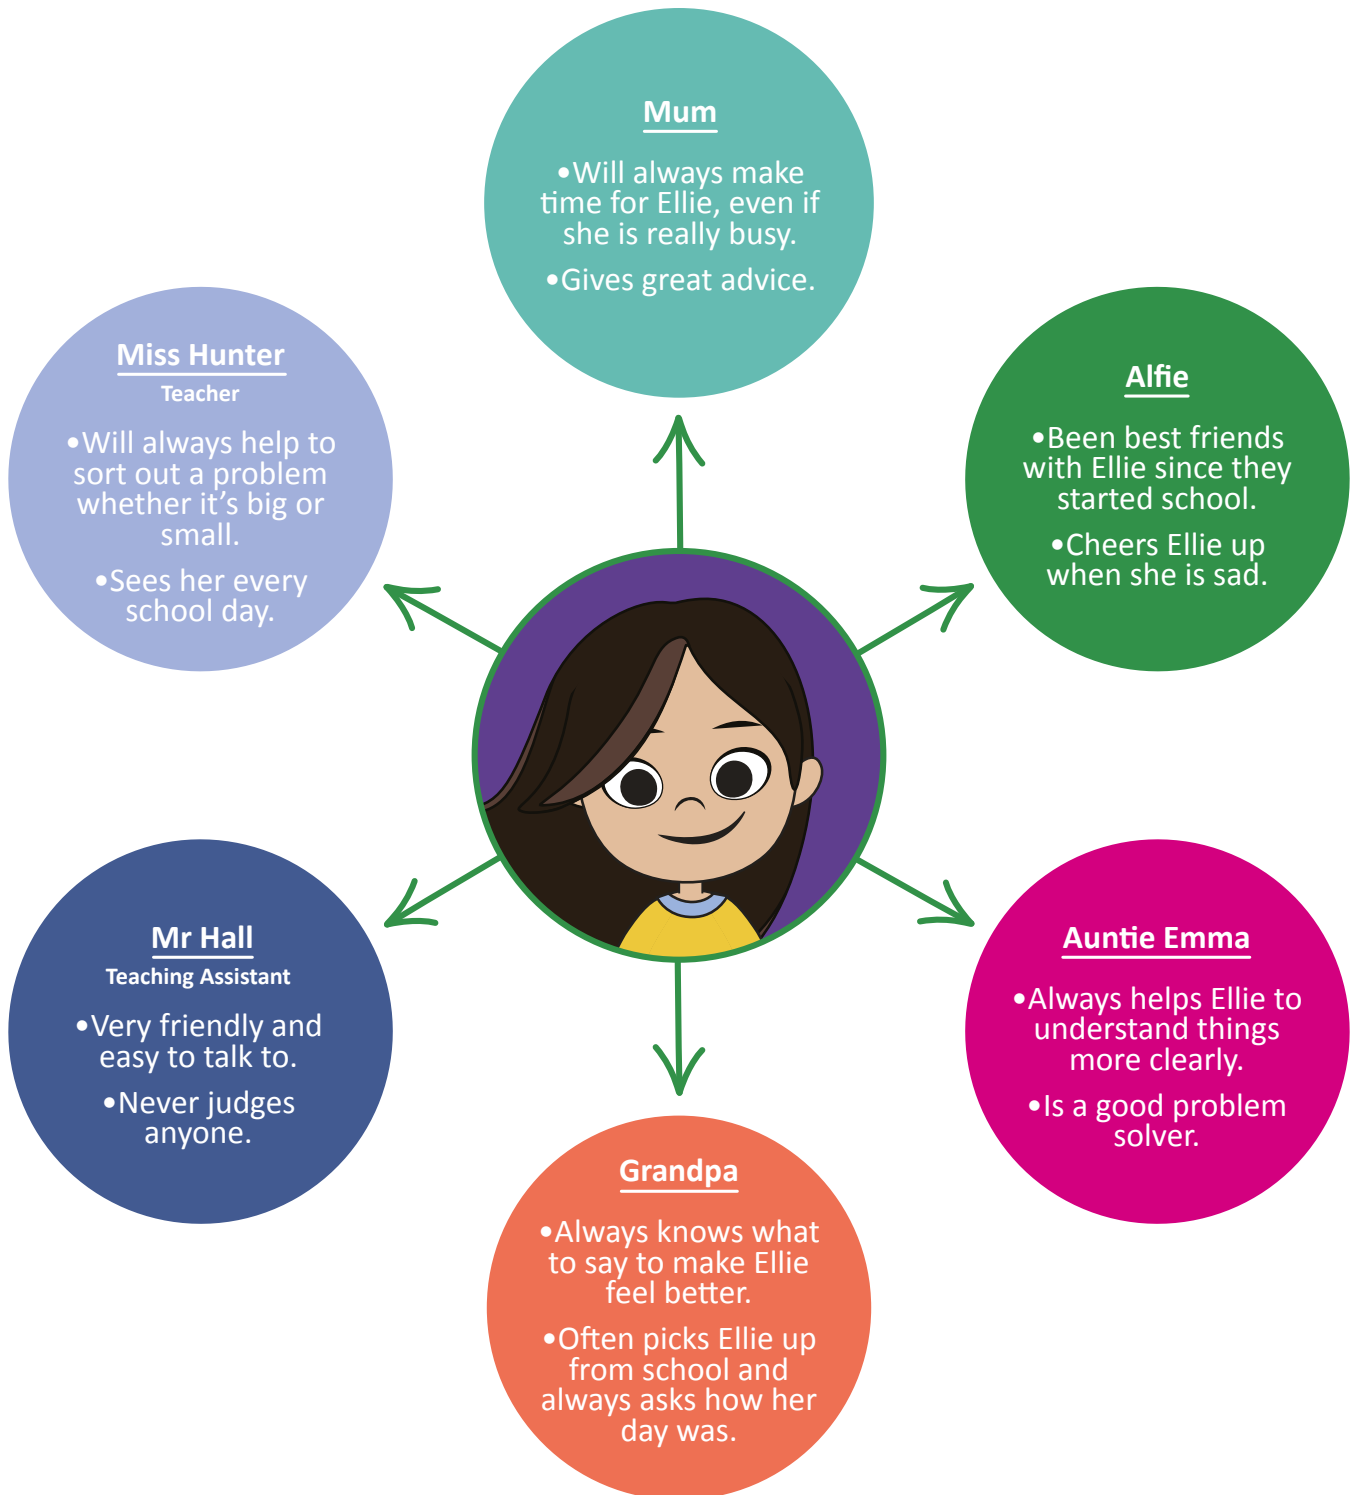 Mum
•Will always make
time for Ellie, even if
she is really busy.
•Gives great advice.
Miss Hunter
Teacher
•Will always help to
sort out a problem
whether it’s big or
small.
•Sees her every
school day.
Alfie
•Been best friends
with Ellie since they
started school.
•Cheers Ellie up
when she is sad.
Mr Hall
Teaching Assistant
•Very friendly and
easy to talk to.
•Never judges
anyone.
Auntie Emma
•Always helps Ellie to
understand things
more clearly.
•Is a good problem
solver.
Grandpa
•Always knows what
to say to make Ellie
feel better.
•Often picks Ellie up
from school and
always asks how her
day was.